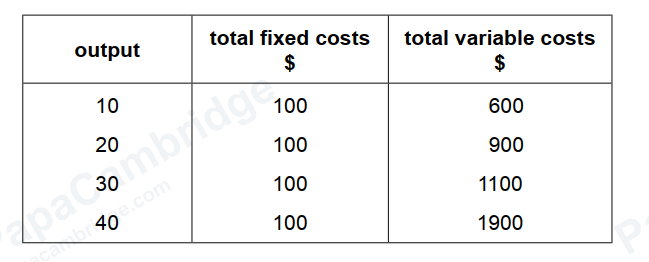 output total fixed costs $ total variable costs $
10 100 600
20 100 900
30 100 1100
40 100 1900
PapaCambridge